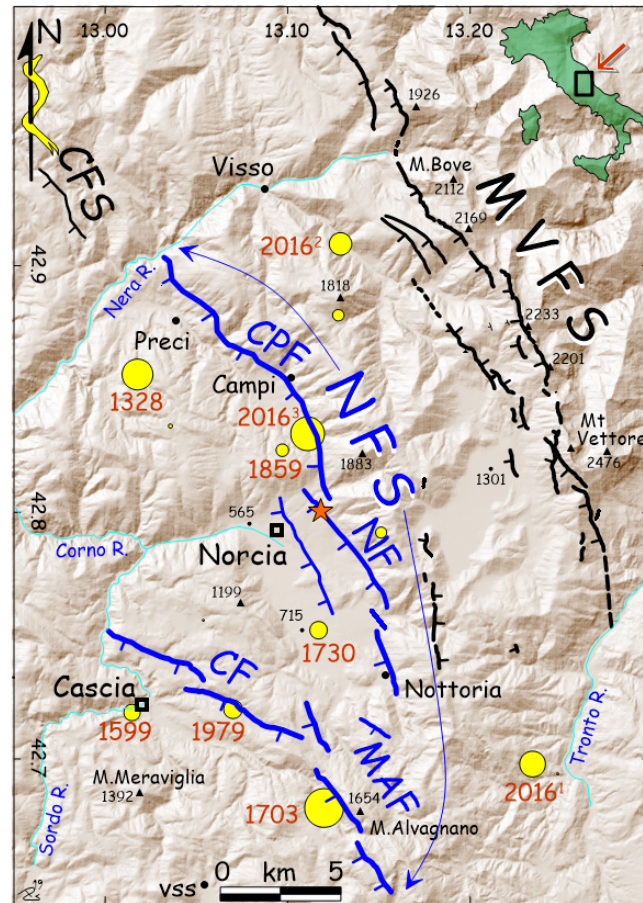 13.00
13.10
13.20
N
CFS
1926
M.Bove
2112
Visso
MVFS
2169
2016²
42.9
Nera R.
1818
2233
Preci
CPF
2201
Campi
NFS
1328
2016³
Mt
Vettore
2476
1859
1883
1301
42.8
565
NF
Corno R.
Norcia
1199
715
1730
CF
Nottoria
Cascia
1599
1979
42.7
Tronto R.
MAF
M.Meraviglia
1392
2016¹
Sordo R.
1703
1654
M.Alvagnano
0 km 5
vss